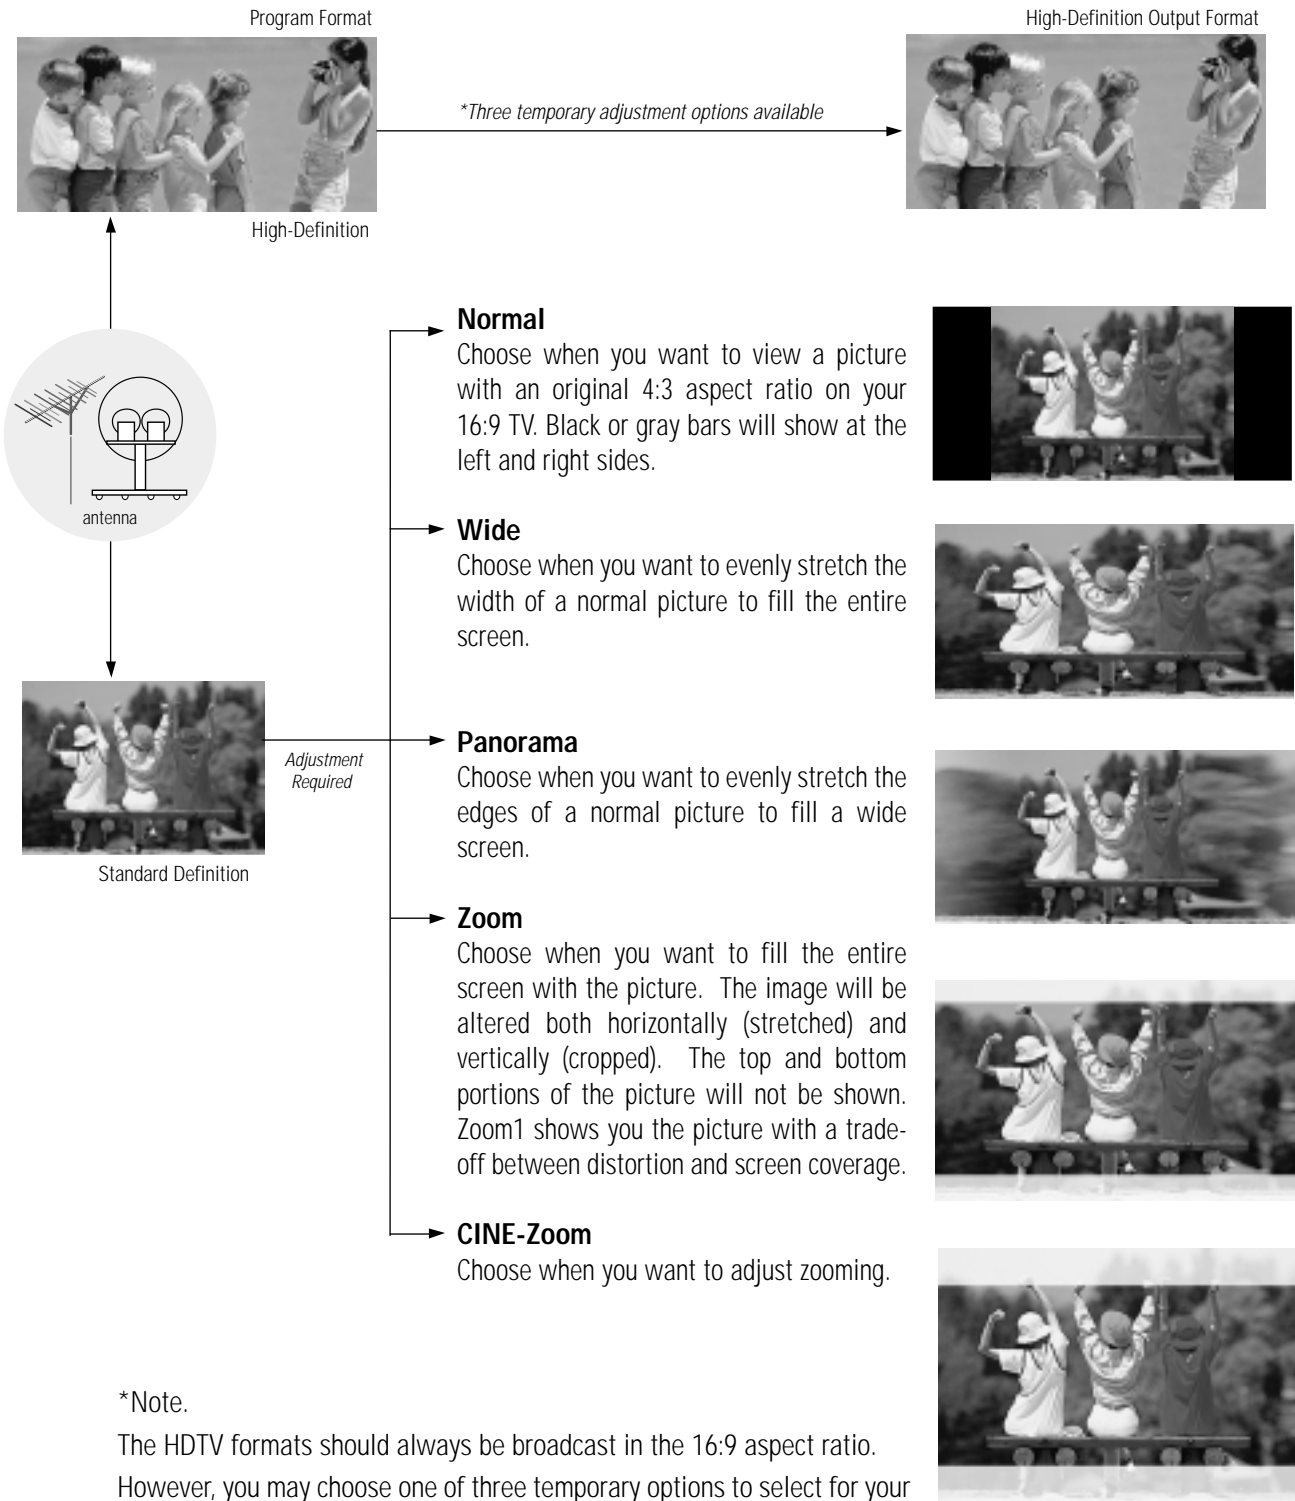 Program Format
High-Definition Output Format
*Three temporary adjustment options available
High-Definition
antenna
Normal
Choose when you want to view a picture
with an original 4:3 aspect ratio on your
16:9 TV. Black or gray bars will show at the
left and right sides.
Wide
Choose when you want to evenly stretch the
width of a normal picture to fill the entire
screen.
Adjustment
Required
Standard Definition
Panorama
Choose when you want to evenly stretch the
edges of a normal picture to fill a wide
screen.
Zoom
Choose when you want to fill the entire
screen with the picture. The image will be
altered both horizontally (stretched) and
vertically (cropped). The top and bottom
portions of the picture will not be shown.
Zoom1 shows you the picture with a trade-
off between distortion and screen coverage.
CINE-Zoom
Choose when you want to adjust zooming.
*Note.
The HDTV formats should always be broadcast in the 16:9 aspect ratio.
However, you may choose one of three temporary options to select for your